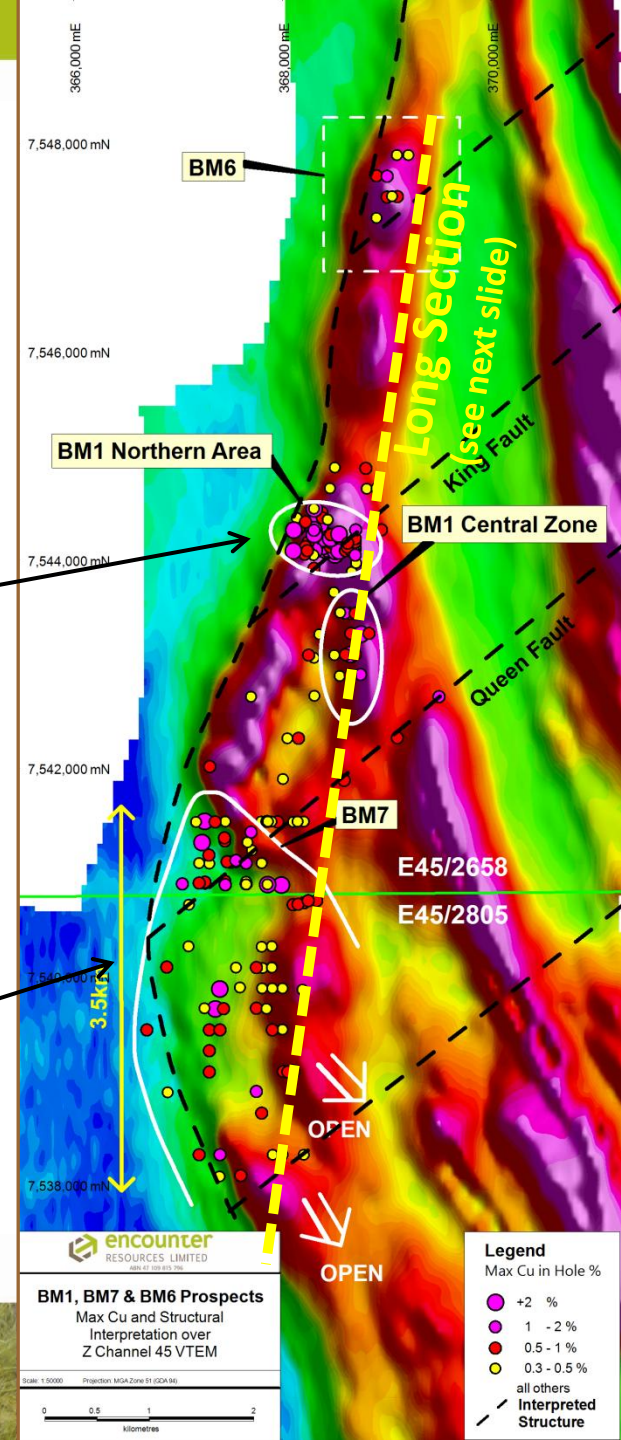 366,000 mE
368,000 mE
370,000 mE
7,548,000 mN
BM6
Long Section
(see next slide)
7,546,000 mN
King Fault
BM1 Northern Area
BM1 Central Zone
7,544,000 mN
Queen Fault
7,542,000 mN
BM7
E45/2658
E45/2805
3.5k
OPEN
7,538,000 mN
OPEN
encounter
RESOURCES LIMITED
BM1, BM7 & BM6 Prospects
Max Cu and Structural
Interpretation over
Z Channel 45 VTEM
Scale: 1:50000 Projection: MGA Zone 51 (GDA 94)
0 0.5 1 2
kilometres
Legend
Max Cu in Hole %
+2 %
1 - 2 %
0.5 - 1 %
0.3 - 0.5 %
all others
Interpreted
Structure